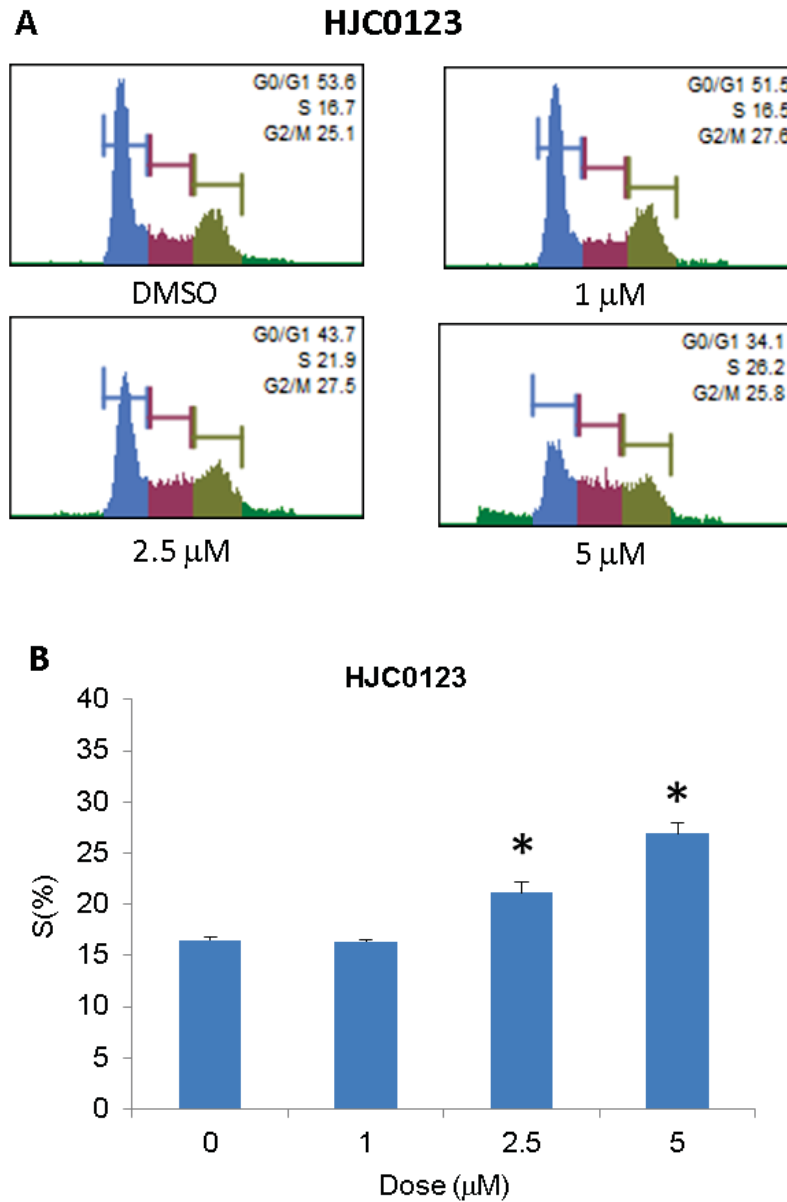 A
HJC0123
G0/G1 53.6
S 16.7
G2/M 25.1
DMSO
G0/G1 51.5
S 16.5
G2/M 27.6
1 μM
G0/G1 43.7
S 21.9
G2/M 27.5
2.5 μM
G0/G1 34.1
S 26.2
G2/M 25.8
5 μM
B
HJC0123
40
35
30
25
20
15
10
5
0
S(%)
*
*
0 1 2.5 5
Dose (μM)